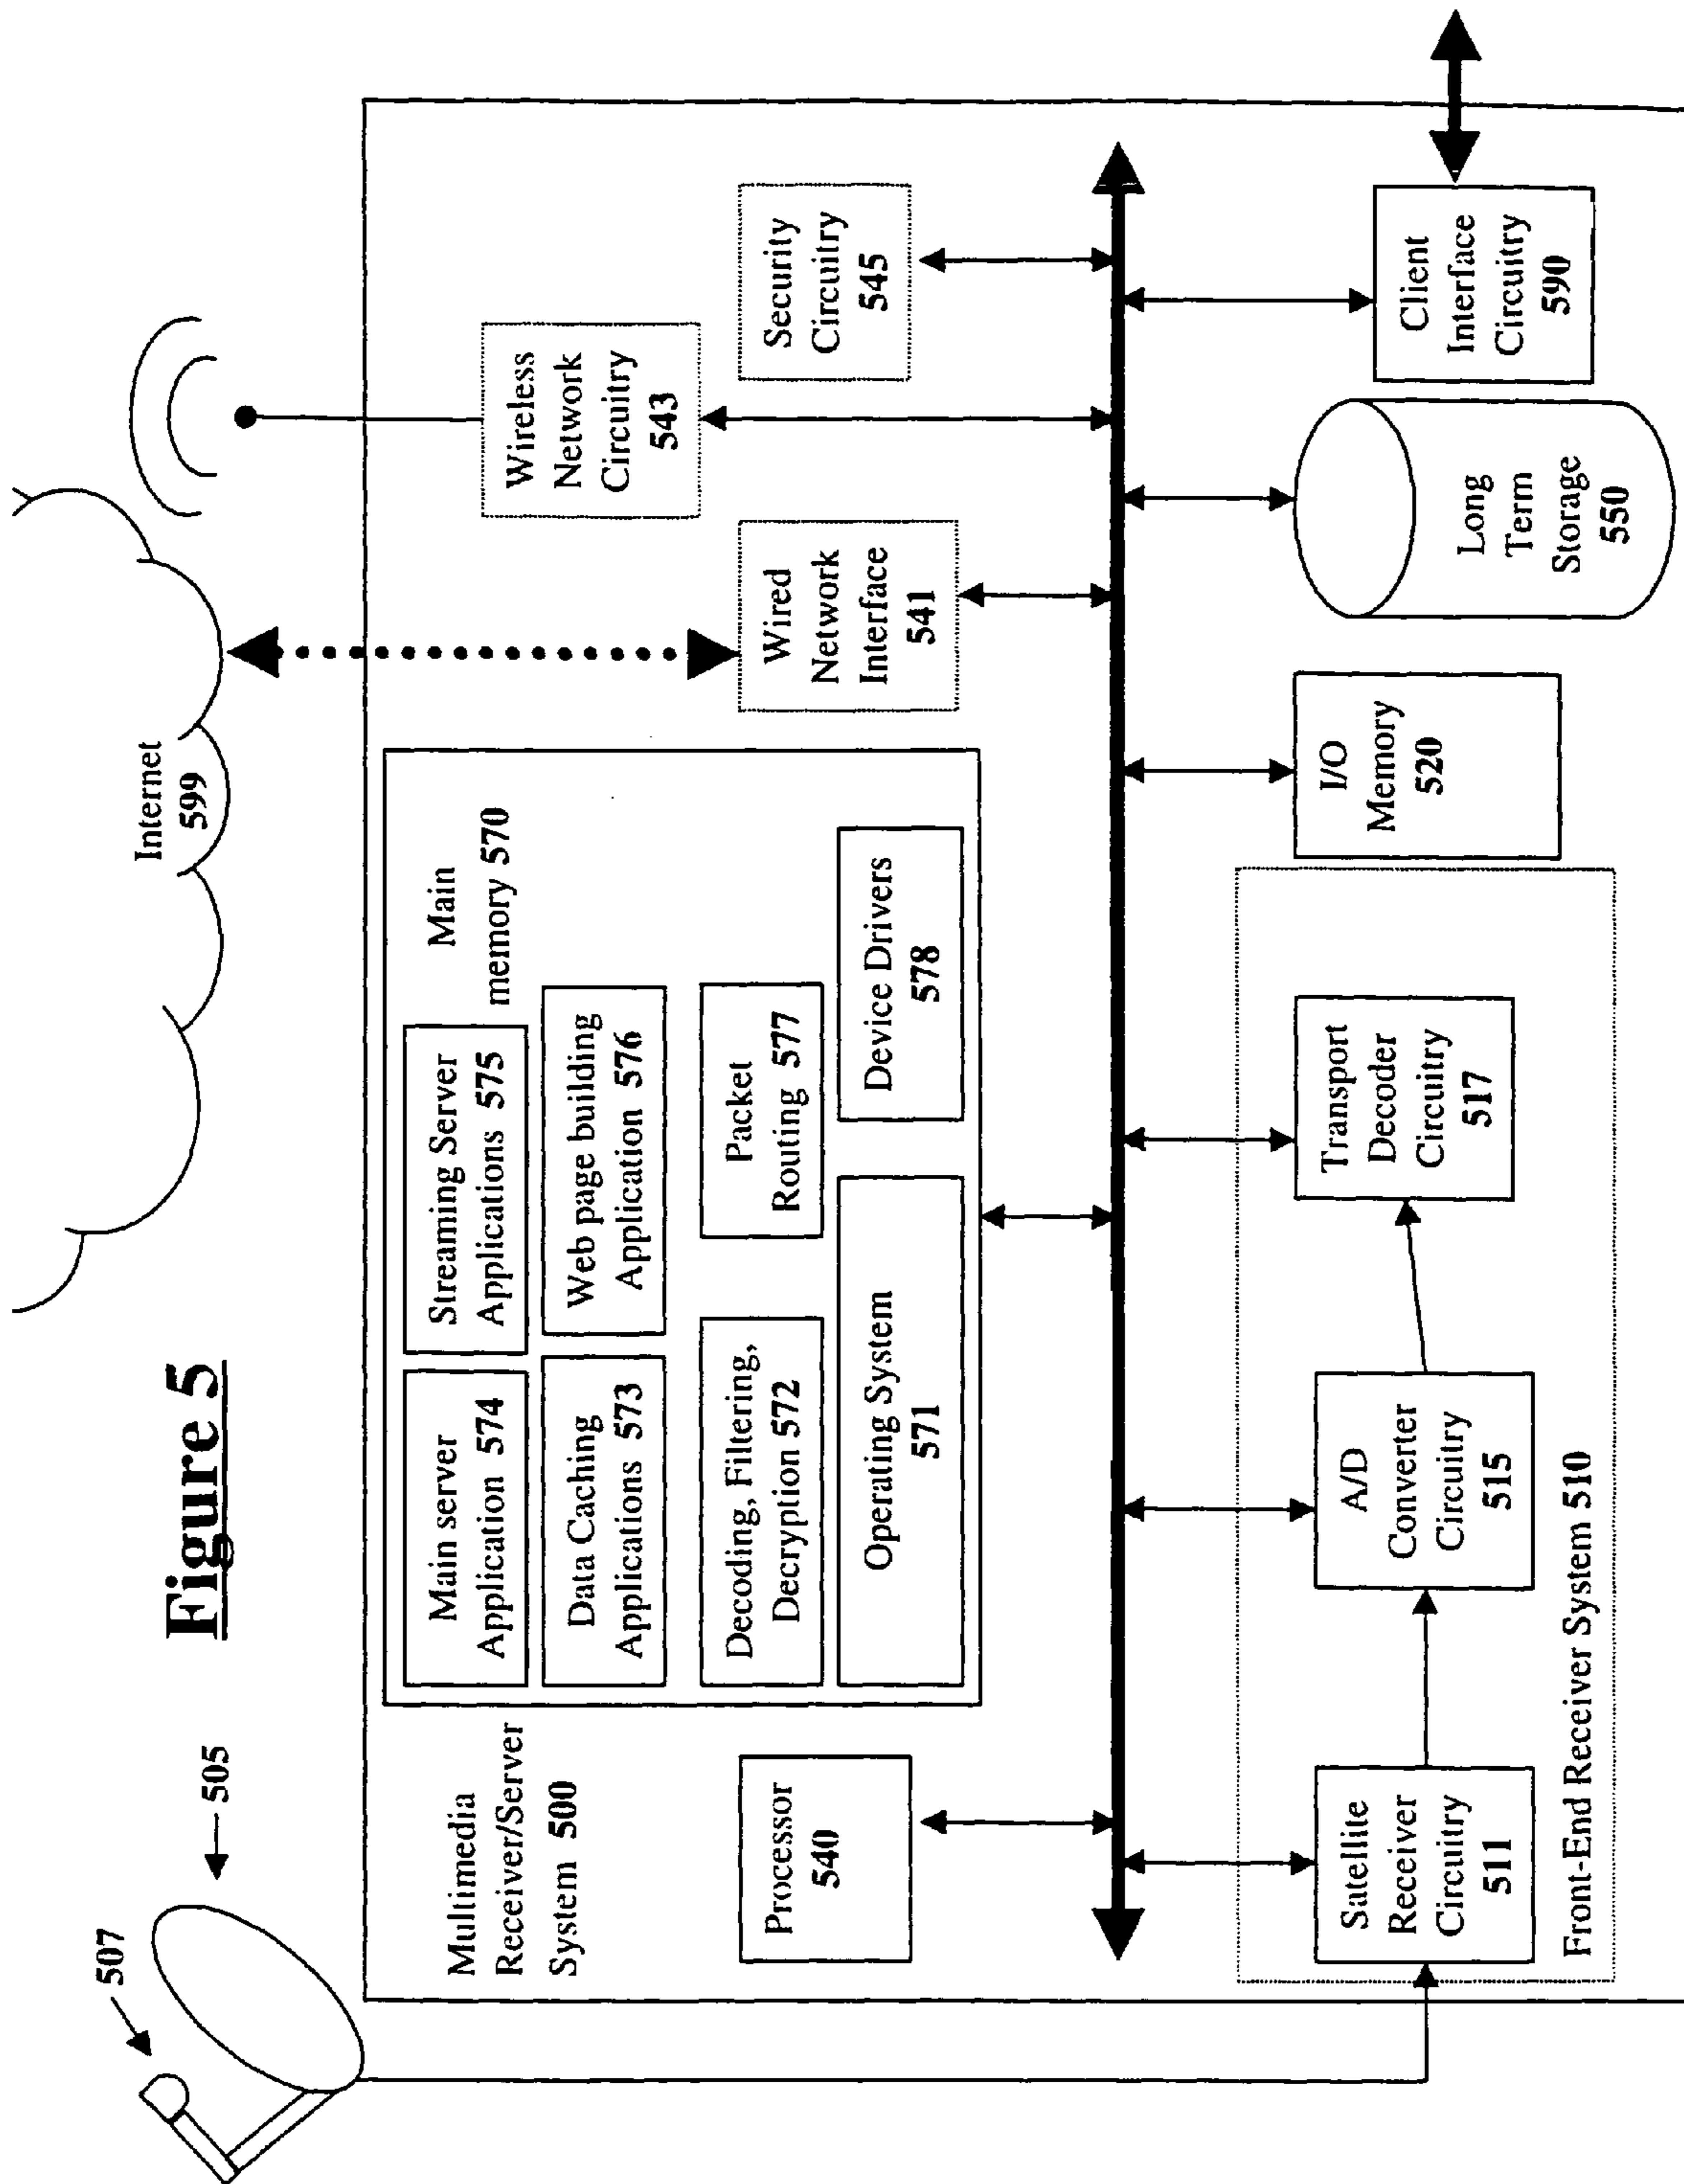 Figure 5
507
505
Internet
599
Multimedia
Receiver/Server
System 500
Main server
Application 574
Streaming Server
Applications 575
Main
memory 570
Data Caching
Applications 573
Web page building
Application 576
Decoding, Filtering,
Decryption 572
Packet
Routing 577
Operating System
571
Device Drivers
578
Processor
540
Wired
Network
Interface
541
Wireless
Network
Circuitry
543
Security
Circuitry
545
Satellite
Receiver
Circuitry
511
A/D
Converter
Circuitry
515
Transport
Decoder
Circuitry
517
Front-End Receiver System 510
I/O
Memory
520
Long
Term
Storage
550
Client
Interface
Circuitry
590